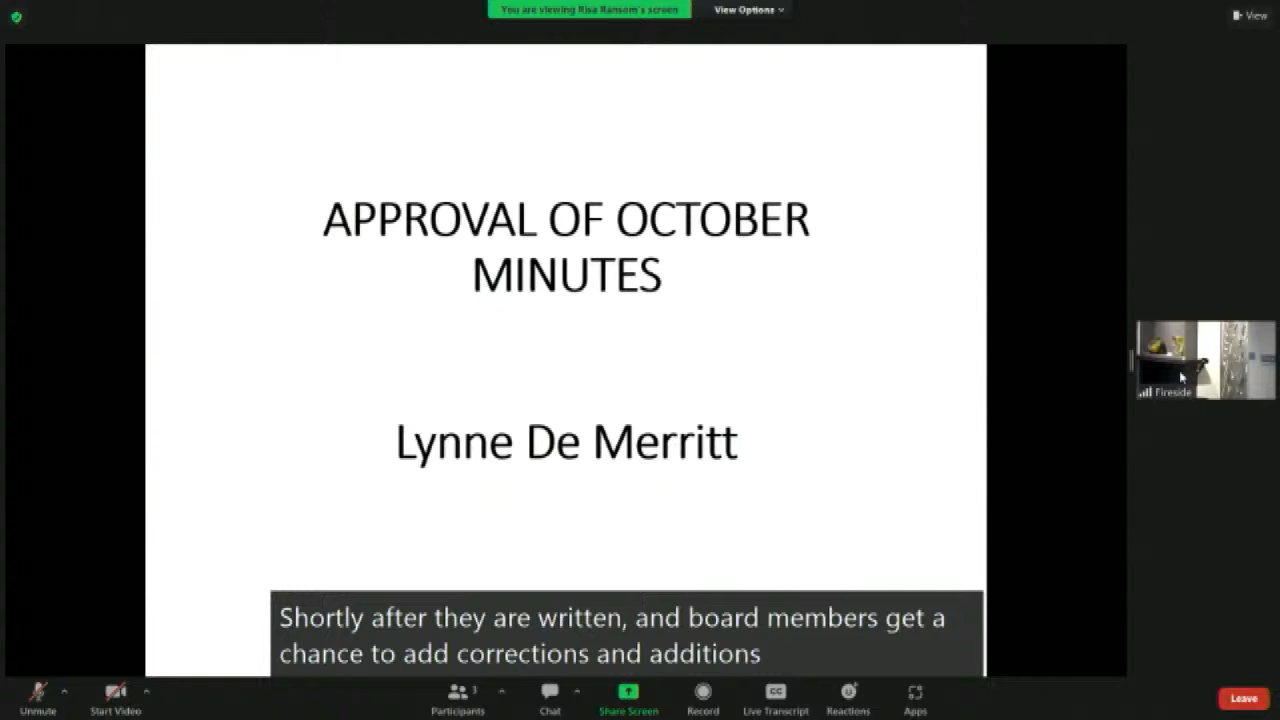 You are viewing Risa Ransom's screen
View Options
View
APPROVAL OF OCTOBER
MINUTES
Lynne De Merritt
Fireside
Shortly after they are written, and board members get a
chance to add corrections and additions
Unmute
Start Video
Participants
3
Chat
Share Screen
Record
CC
Live Transcript
Reactions
Apps
Leave